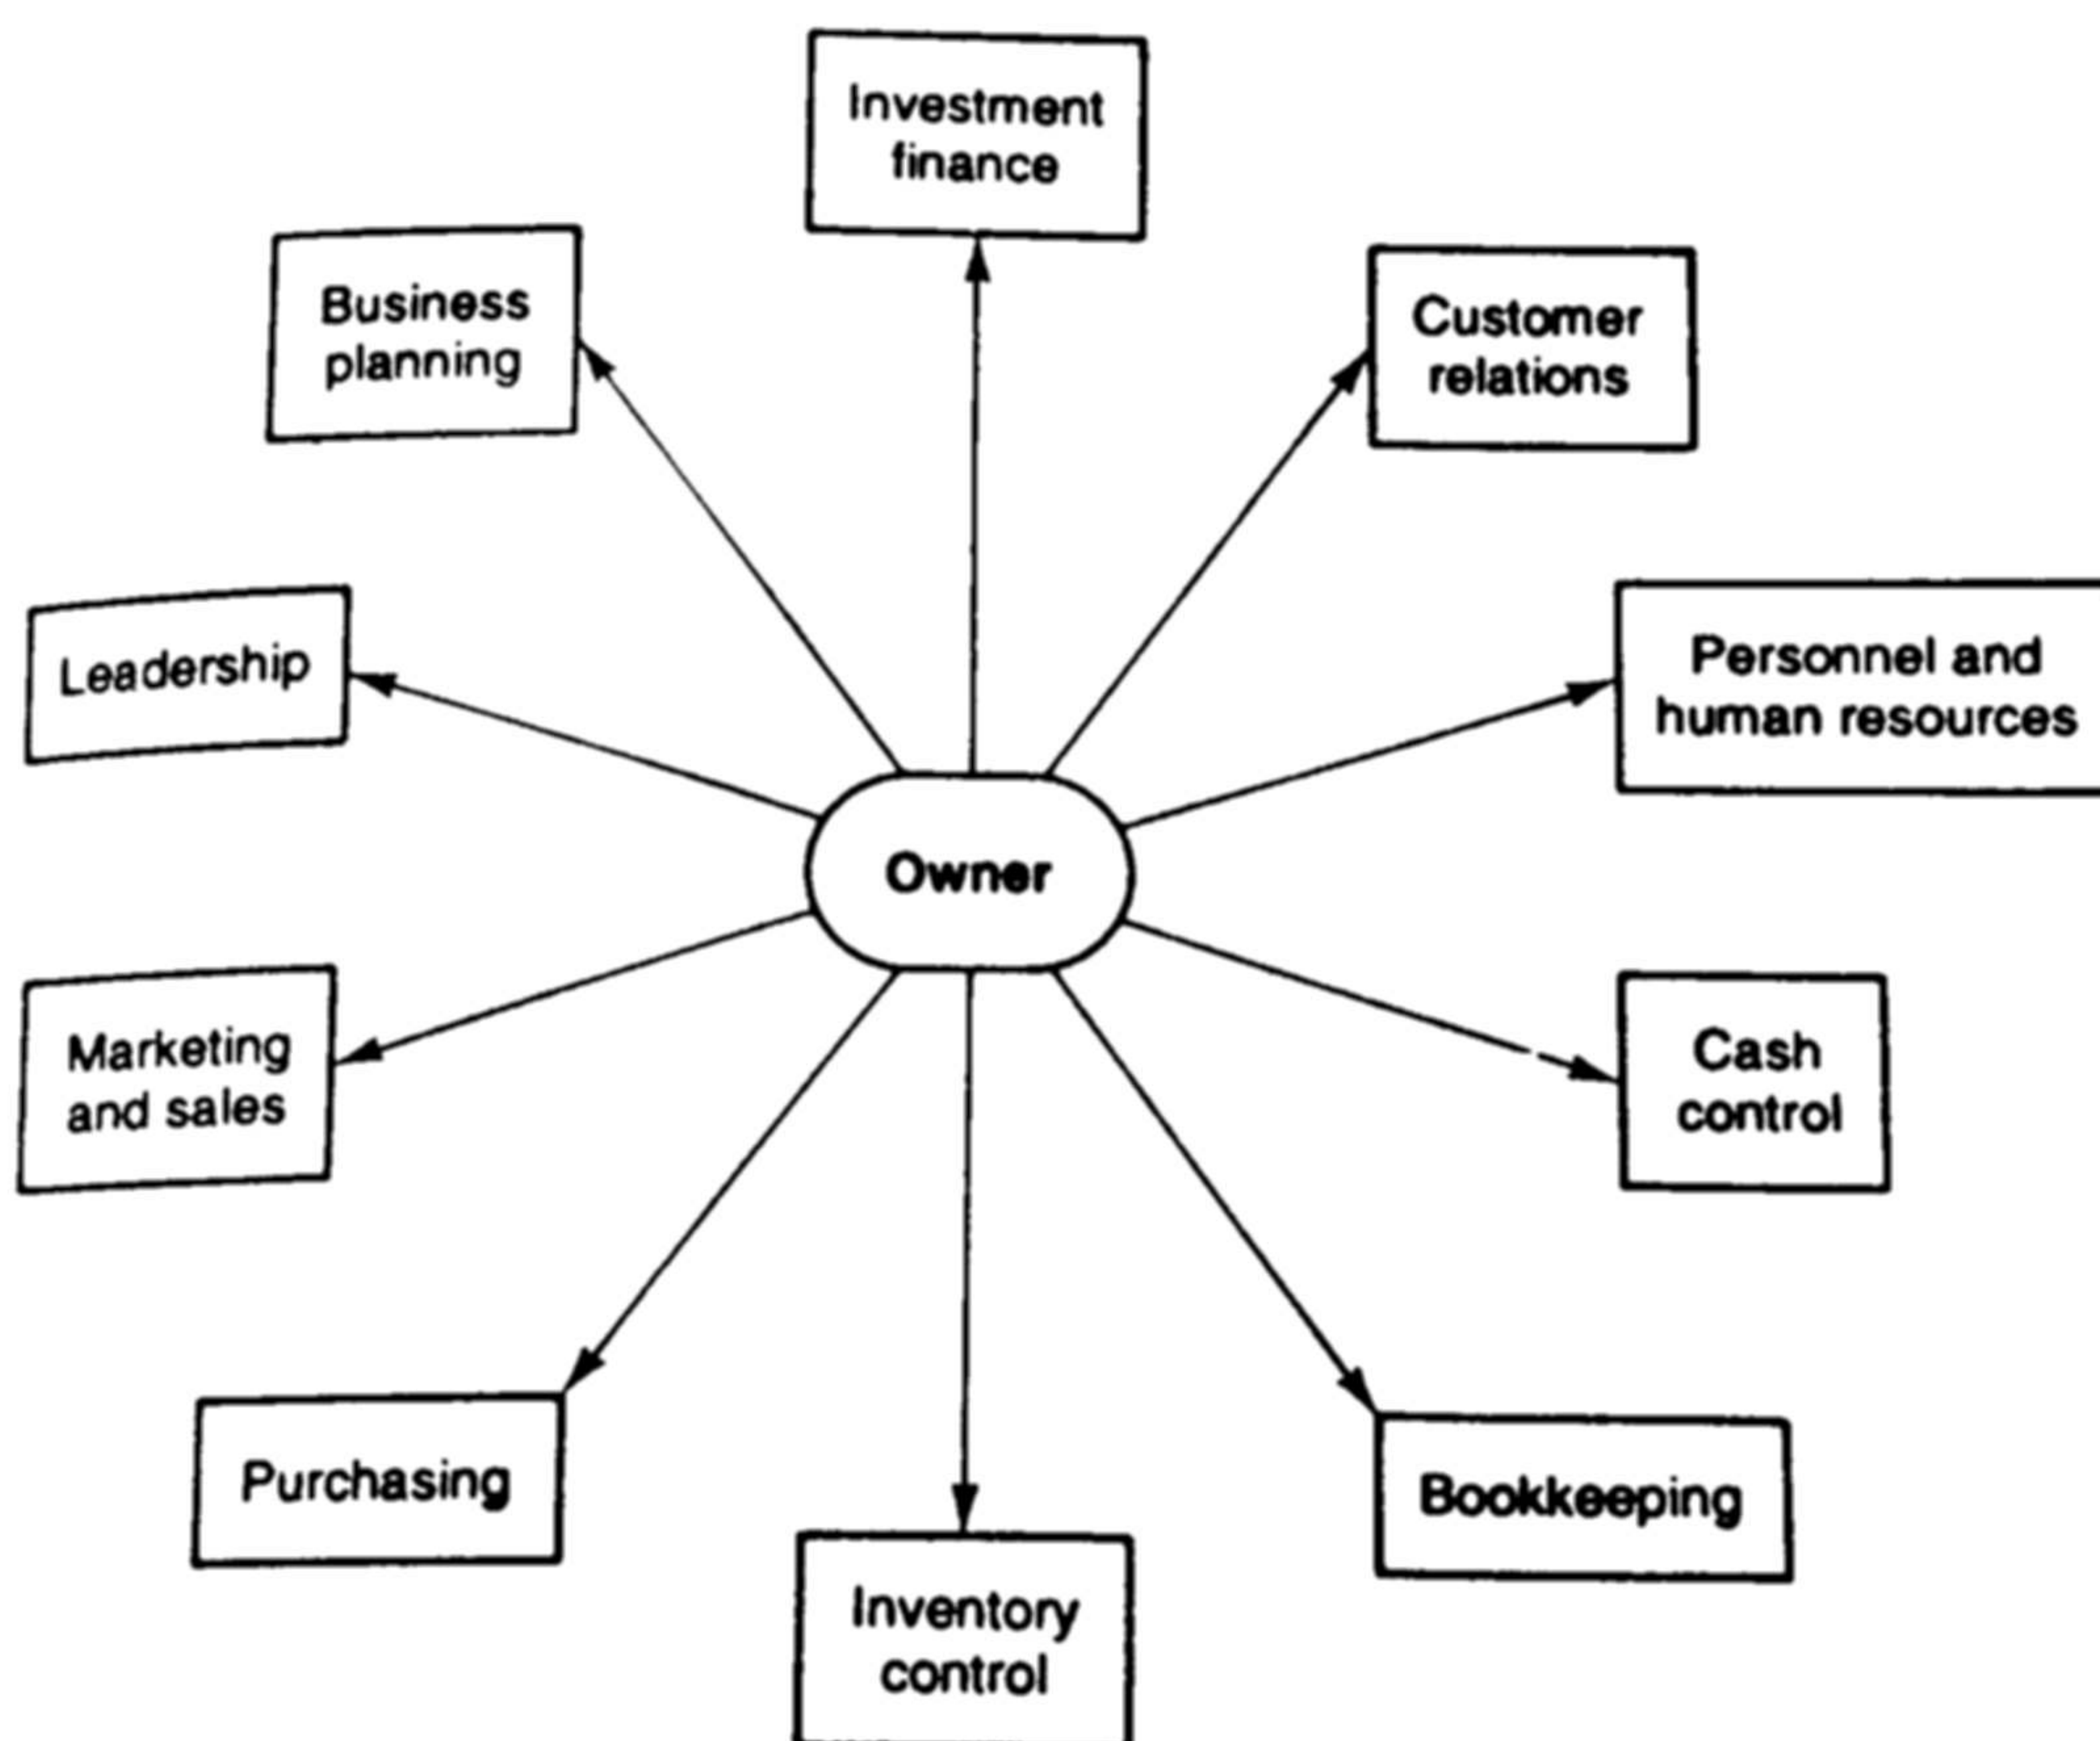 Investment
finance
Business
planning
Customer
relations
Leadership
Personnel and
human resources
Owner
Marketing
and sales
Cash
control
Purchasing
Bookkeeping
Inventory
control